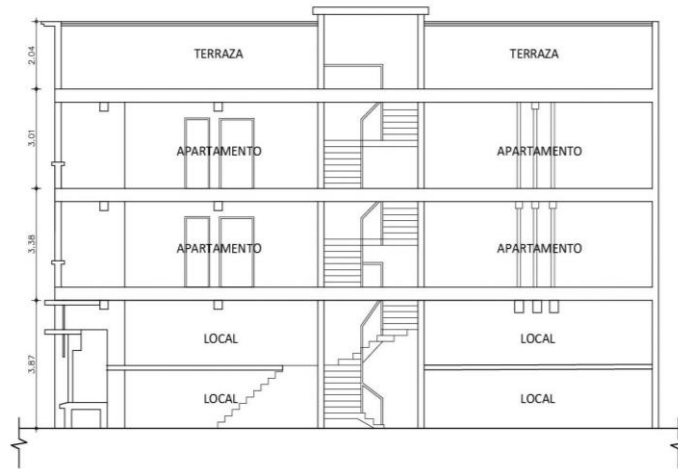 2.04
TERRAZA
TERRAZA
3.01
APARTAMENTO
APARTAMENTO
3.38
APARTAMENTO
APARTAMENTO
3.87
LOCAL
LOCAL
LOCAL
LOCAL